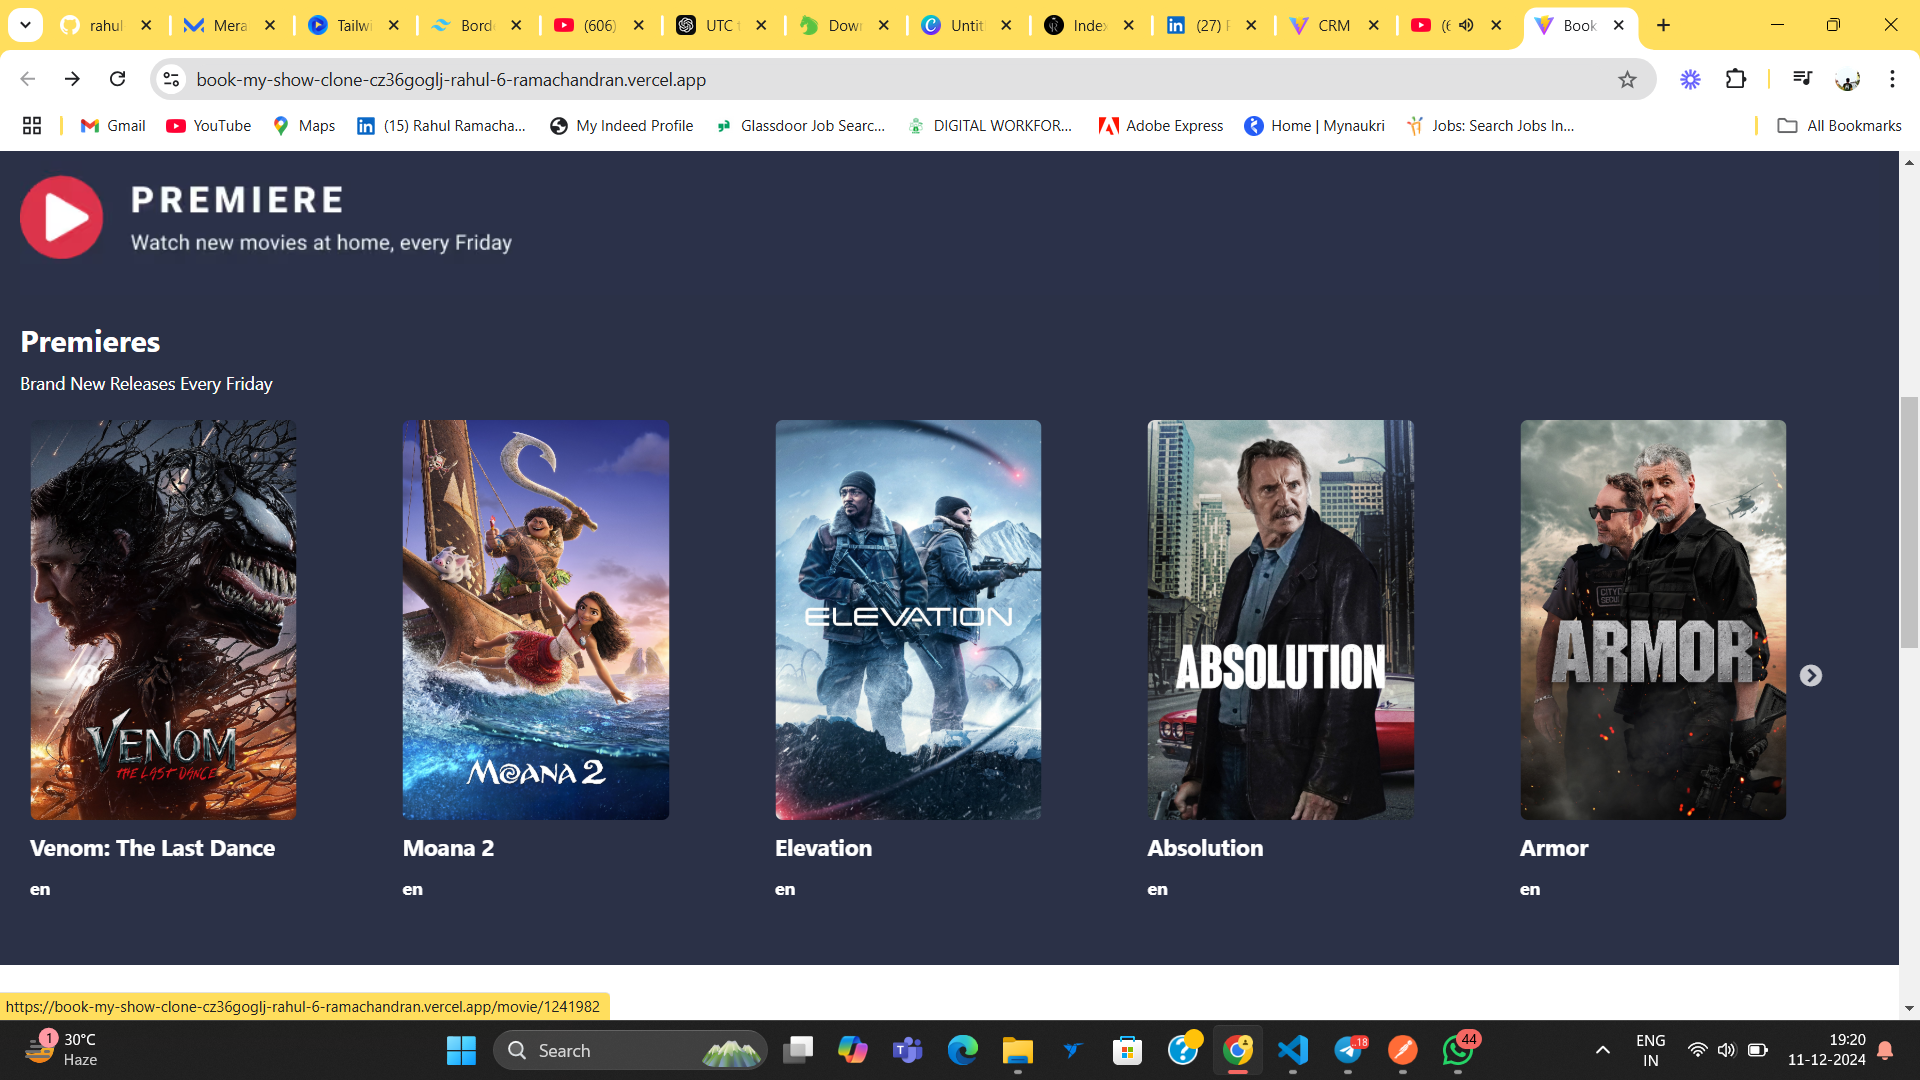 rahul
Mera
Tailwi
Borde
(606)
UTC t
Down
Untit
Index
(27) F
CRM
(6
Book
book-my-show-clone-cz36goglj-rahul-6-ramachandran.vercel.app
Gmail
YouTube
Maps
(15) Rahul Ramacha...
My Indeed Profile
Glassdoor Job Searc...
DIGITAL WORKFOR...
Adobe Express
Home | Mynaukri
Jobs: Search Jobs In...
All Bookmarks
PREMIERE
Watch new movies at home, every Friday
Premieres
Brand New Releases Every Friday
VENOM
THE LAST DANCE
MOANA 2
ELEVATION
ABSOLUTION
ARMOR
Venom: The Last Dance
Moana 2
Elevation
Absolution
Armor
en
en
en
en
en
https://book-my-show-clone-cz36goglj-rahul-6-ramachandran.vercel.app/movie/1241982
1
30°C
Haze
Search
..18
44
ENG
IN
19:20
11-12-2024